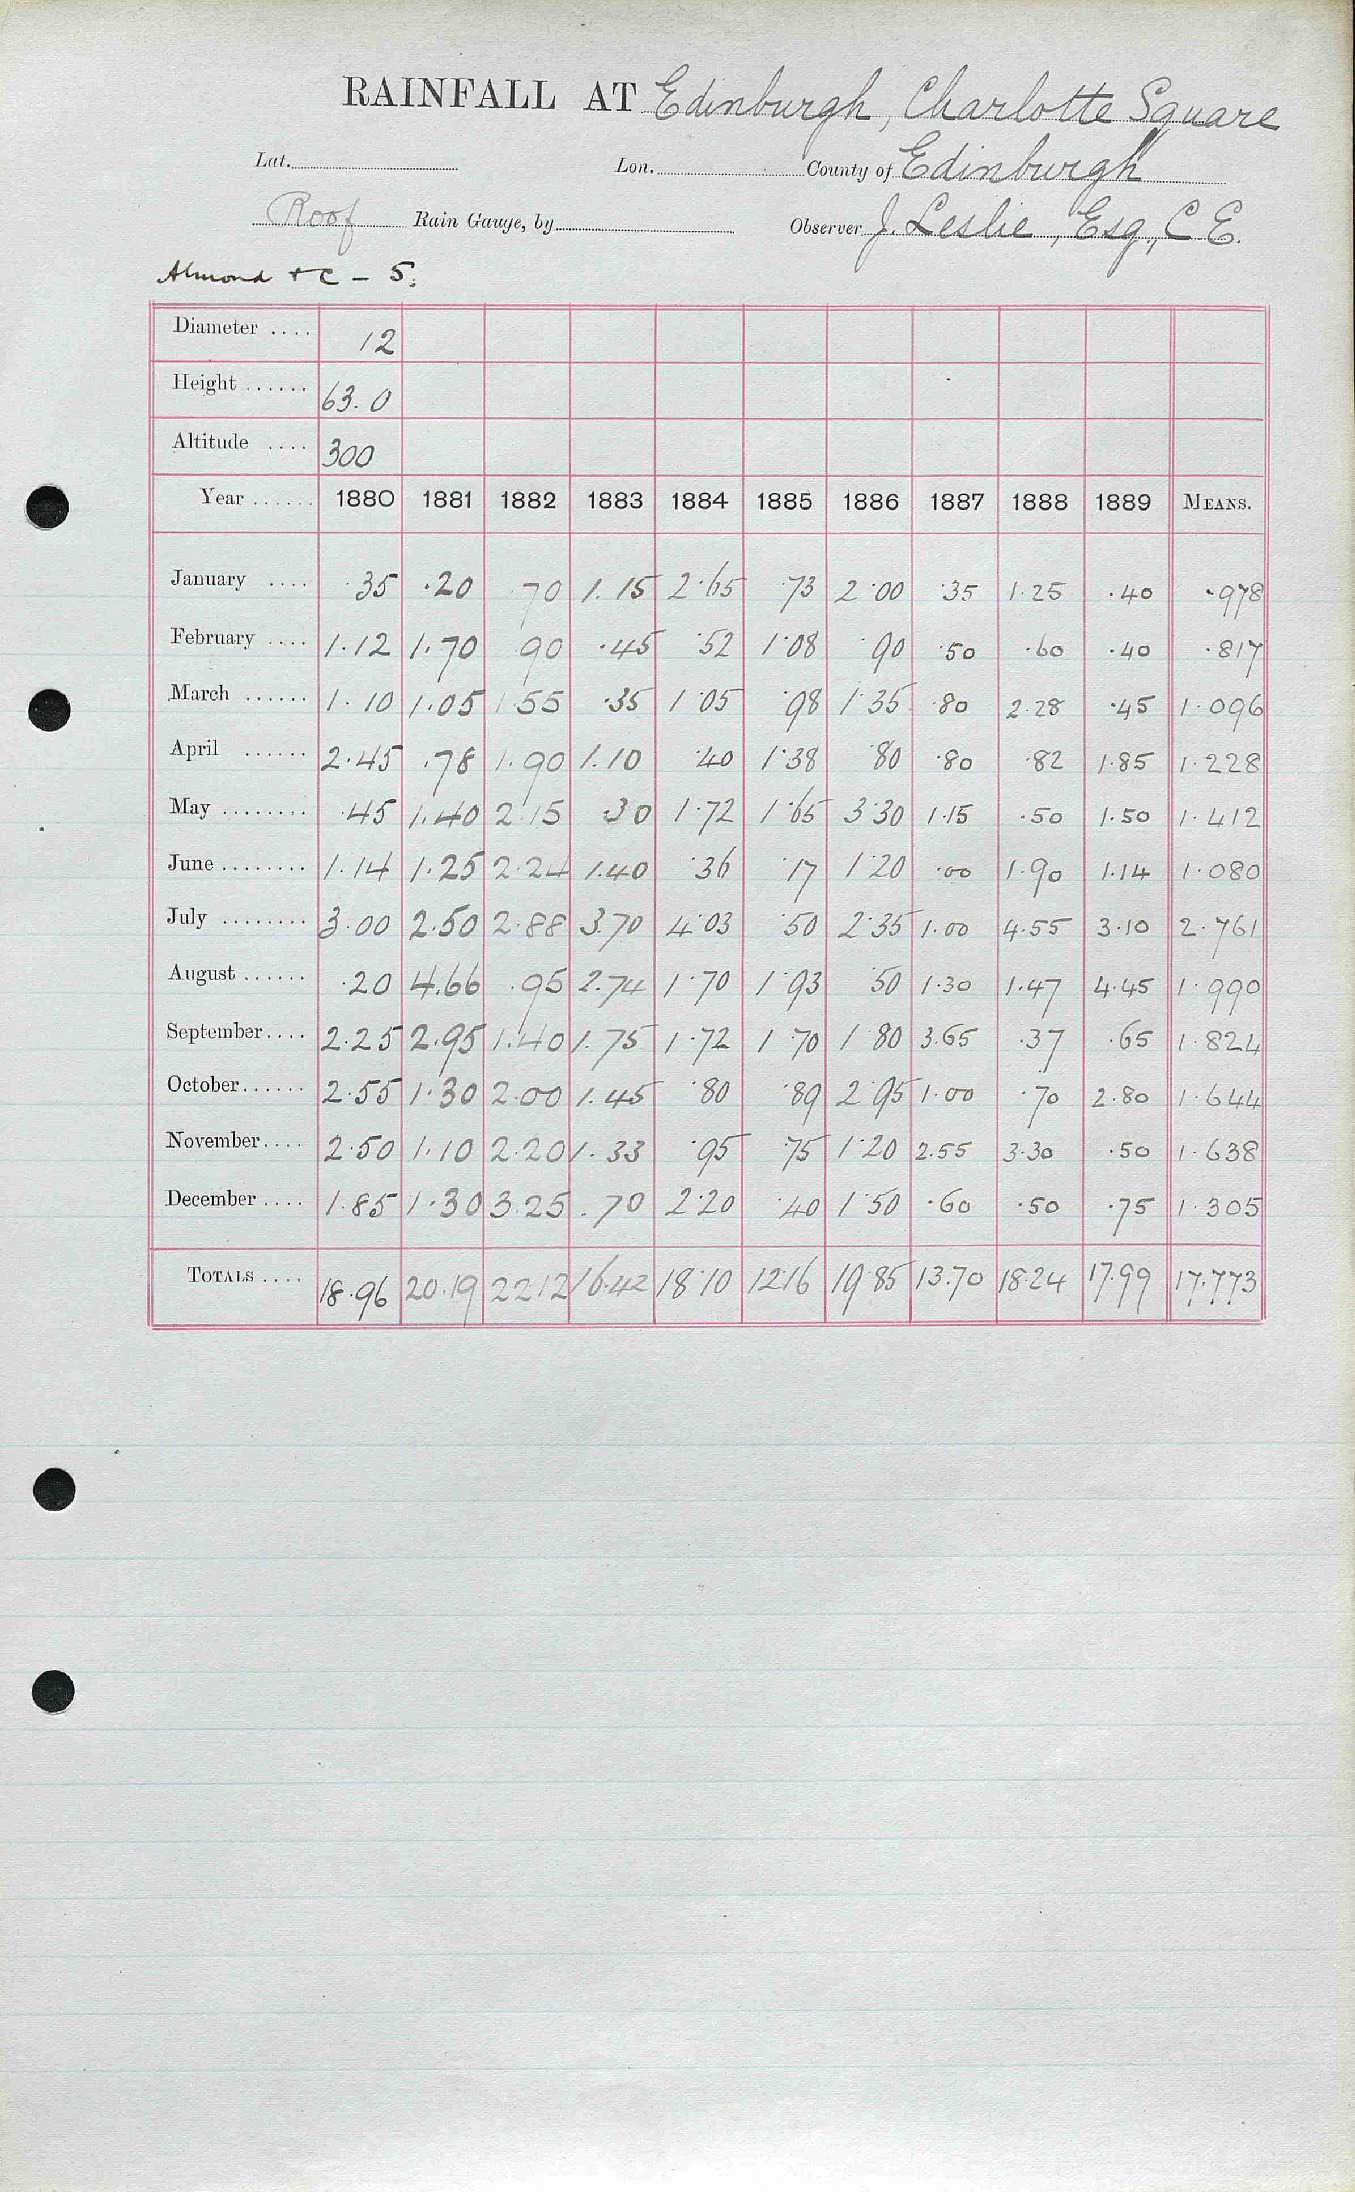 RAINFALL AT Edinburgh, Charlotte Square
Lat. Lon. County of Edinburgh
Roof Rain Gauge, by Observer J. Leslie, Esq., C E.
Almond + C - 5.
Diameter .... 12
Height ...... 63.0
Altitude .... 300
Year ...... 1880 1881 1882 1883 1884 1885 1886 1887 1888 1889 MEANS.
January .... .35 .20 .70 1.15 2.65 .73 2.00 .35 1.25 .40 .978
February .... 1.12 1.70 .90 .45 .52 1.08 .90 .50 .60 .40 .817
March ...... 1.10 1.05 1.55 .35 1.05 .98 1.35 .80 2.28 .45 1.096
April ...... 2.45 .78 1.90 1.10 .40 1.38 .80 .80 .82 1.85 1.228
May ........ .45 1.40 2.15 .30 1.72 1.65 3.30 1.15 .50 1.50 1.412
June ........ 1.14 1.25 2.24 1.40 .36 .17 1.20 .00 1.90 1.14 1.080
July ........ 3.00 2.50 2.88 3.70 4.03 .50 2.35 1.00 4.55 3.10 2.761
August ...... .20 4.66 .95 2.74 1.70 1.93 .50 1.30 1.47 4.45 1.990
September .... 2.25 2.95 1.40 1.75 1.72 1.70 1.80 3.65 .37 .65 1.824
October ...... 2.55 1.30 2.00 1.45 .80 .89 2.95 1.00 .70 2.80 1.644
November .... 2.50 1.10 2.20 1.33 .95 .75 1.20 2.55 3.30 .50 1.638
December .... 1.85 1.30 3.25 .70 2.20 .40 1.50 .60 .50 .75 1.305
TOTALS .... 18.96 20.19 22.12 16.42 18.10 12.16 19.85 13.70 18.24 17.99 17.773